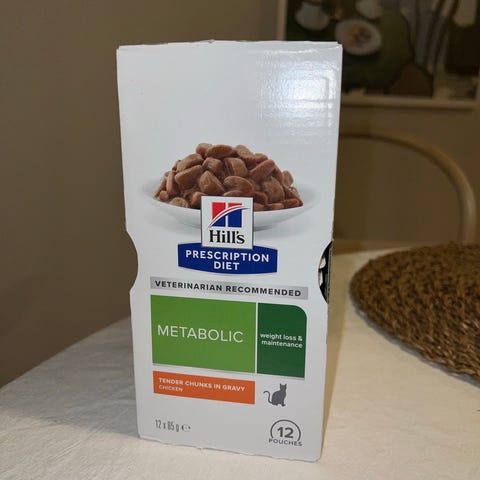 Hill's
PRESCRIPTION
DIET
VETERINARIAN RECOMMENDED
METABOLIC
weight loss &
maintenance
TENDER CHUNKS IN GRAVY
CHICKEN
12 x 85 g ℮
12
POUCHES